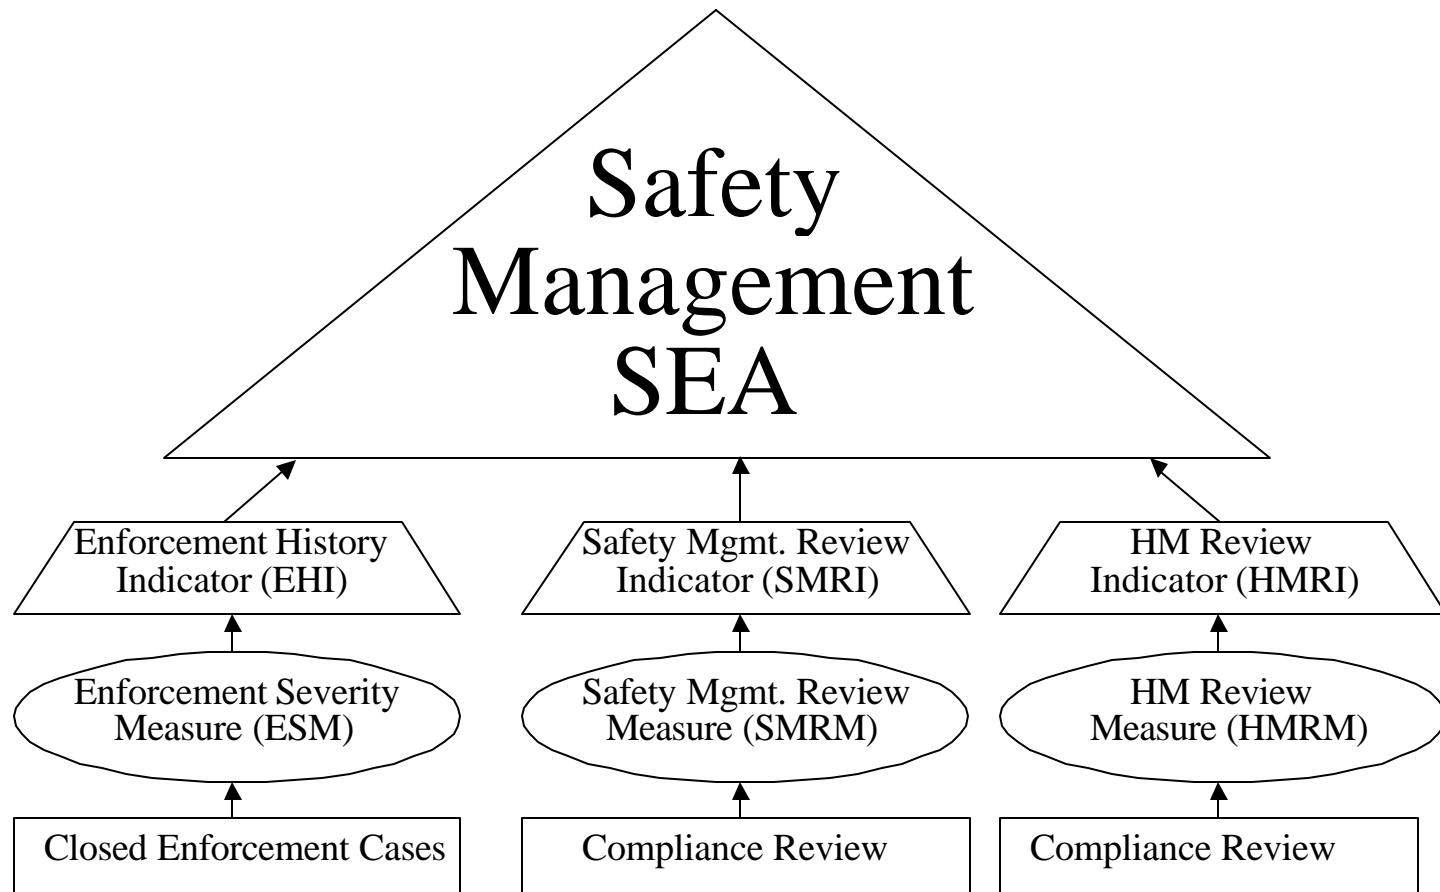 Safety
Management
SEA
Enforcement History
Indicator (EHI)
Safety Mgmt. Review
Indicator (SMRI)
HM Review
Indicator (HMRI)
Enforcement Severity
Measure (ESM)
Safety Mgmt. Review
Measure (SMRM)
HM Review
Measure (HMRM)
Closed Enforcement Cases
Compliance Review
Compliance Review